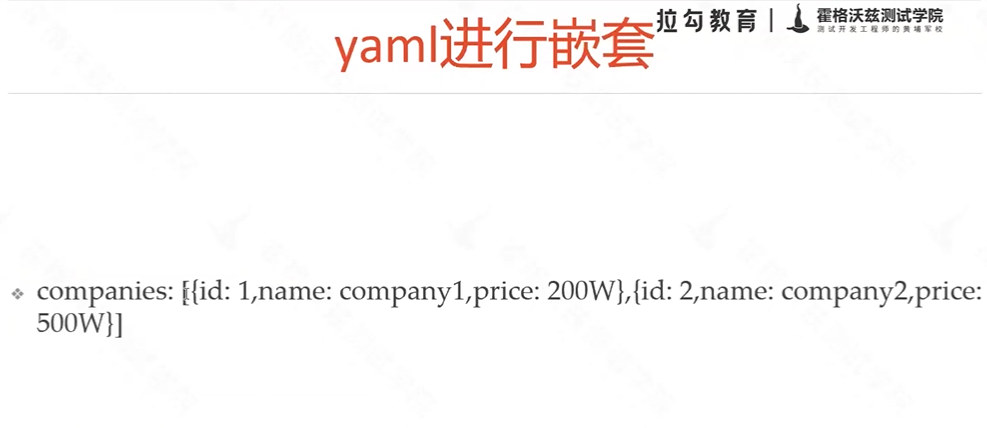 yaml进行嵌套
拉勾教育 | 霍格沃兹测试学院
测试开发工程师的黄埔军校
❖ companies: [{id: 1,name: company1,price: 200W},{id: 2,name: company2,price:
500W}]